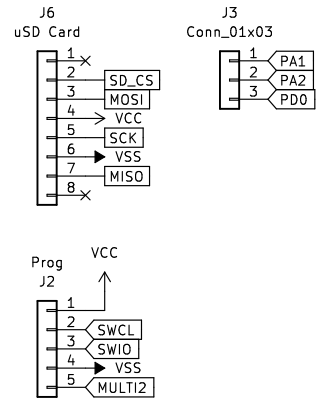 J6
uSD Card
1
2 SD_CS
3 MOSI
4 VCC
5 SCK
6 VSS
7 MISO
8
J3
Conn_01x03
1 PA1
2 PA2
3 PD0
Prog
J2
VCC
1
2 SWCL
3 SWIO
4 VSS
5 MULTI2